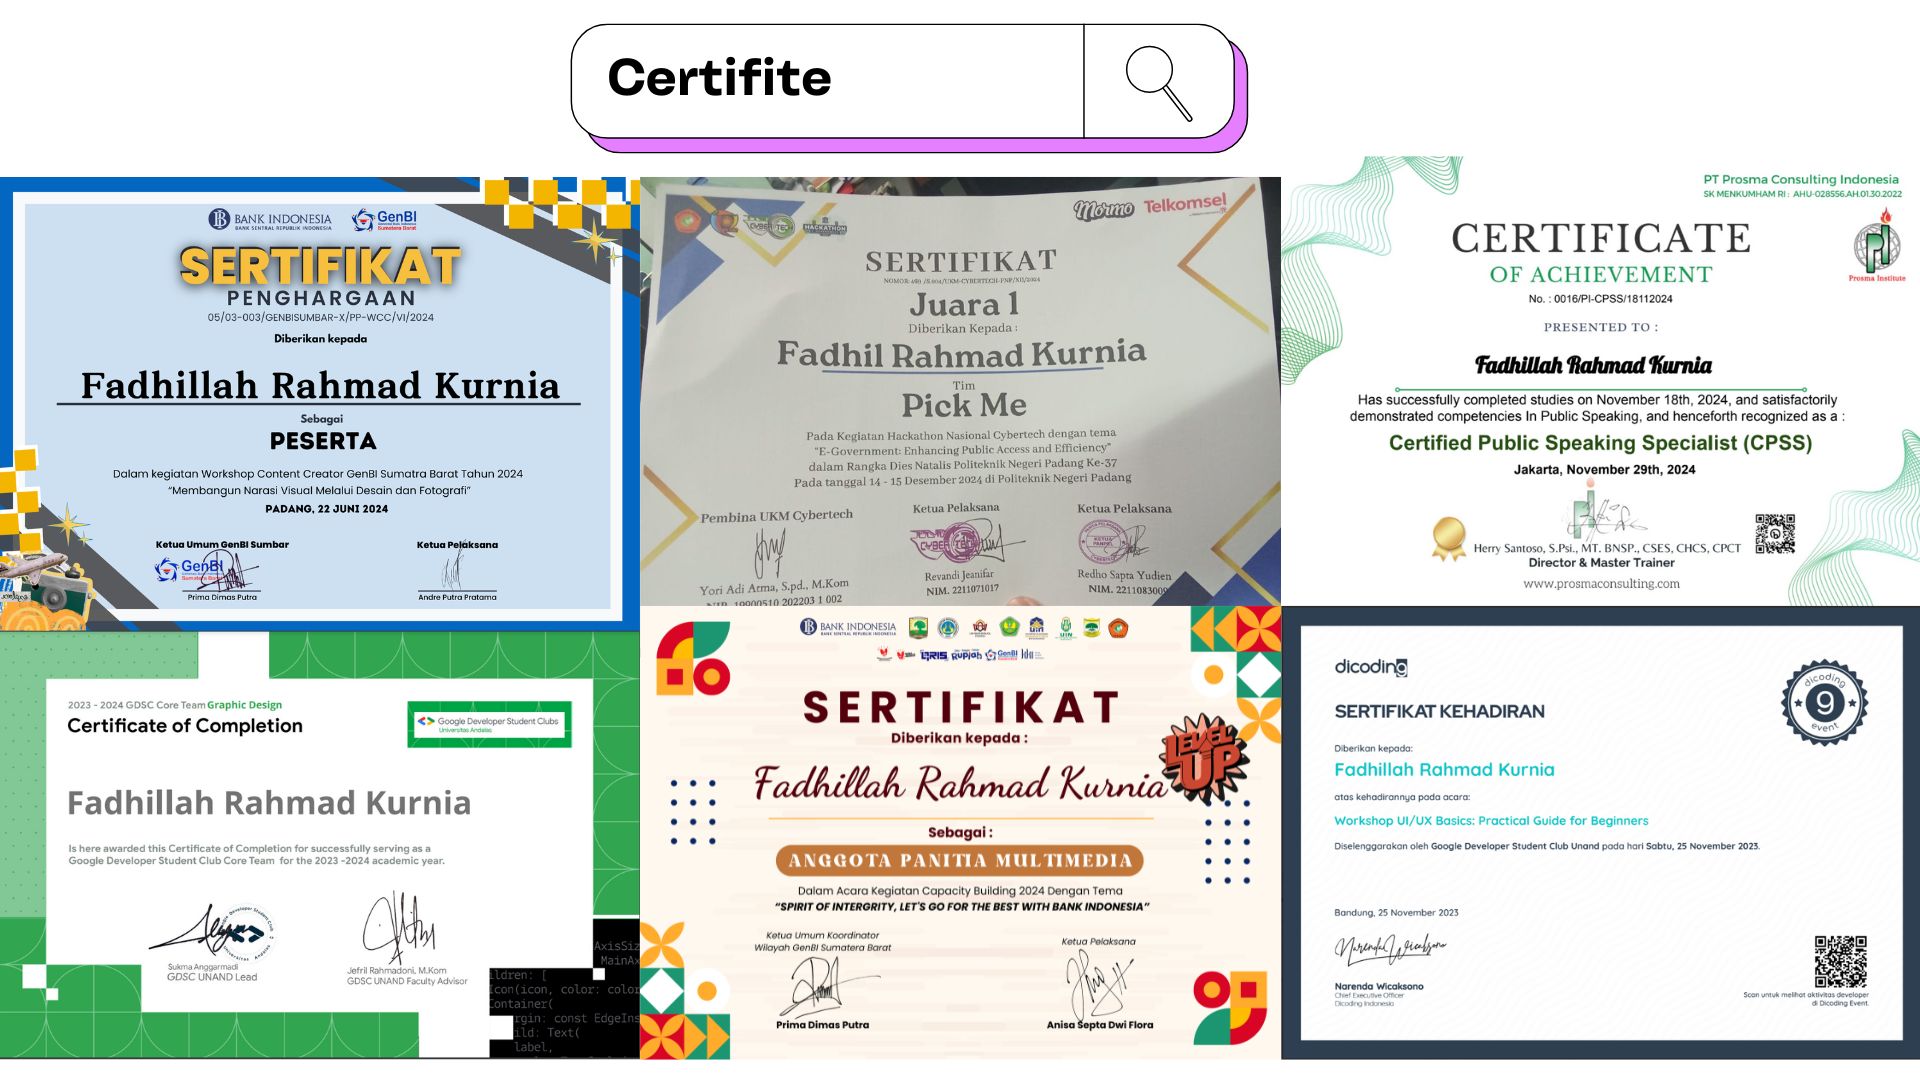 Certifite
BANK INDONESIA
BANK SENTRAL REPUBLIK INDONESIA
GenBI
Sumatera Barat
SERTIFIKAT
PENGHARGAAN
05/03-003/GENBISUMBAR-X/PP-WCC/VI/2024
Diberikan kepada
Fadhillah Rahmad Kurnia
Sebagai
PESERTA
Dalam kegiatan Workshop Content Creator GenBI Sumatra Barat Tahun 2024
“Membangun Narasi Visual Melalui Desain dan Fotografi”
PADANG, 22 JUNI 2024
Ketua Umum GenBI Sumbar
Ketua Pelaksana
GenBI
Prima Dimas Putra
Andre Putra Pratama
Mormo Telkomsel
HACKATHON
SERTIFIKAT
Juara 1
Diberikan Kepada :
Fadhil Rahmad Kurnia
Tim
Pick Me
Pada Kegiatan Hackathon Nasional Cybertech dengan tema
"E-Government: Enhancing Public Access and Efficiency"
dalam Rangka Dies Natalis Politeknik Negeri Padang Ke-37
Pada tanggal 14 - 15 Desember 2024 di Politeknik Negeri Padang
Pembina UKM Cybertech
Ketua Pelaksana
Ketua Pelaksana
Yori Adi Arma, S.pd., M.Kom
NIP. 19900510 202203 1 002
Revandi Jeanifar
NIM. 2211071017
Redho Sapta Yudien
NIM. 2211083009
PT Prosma Consulting Indonesia
SK MENKUMHAM RI : AHU-028556.AH.01.30.2022
Prosma Institute
CERTIFICATE
OF ACHIEVEMENT
No. : 0016/PI-CPSS/18112024
PRESENTED TO :
Fadhillah Rahmad Kurnia
Has successfully completed studies on November 18th, 2024, and satisfactorily
demonstrated competencies In Public Speaking, and henceforth recognized as a :
Certified Public Speaking Specialist (CPSS)
Jakarta, November 29th, 2024
Herry Santoso, S.Psi., MT. BNSP., CSES, CHCS, CPCT
Director & Master Trainer
www.prosmaconsulting.com
2023 - 2024 GDSC Core Team Graphic Design
Certificate of Completion
Google Developer Student Clubs
Universitas Andalas
Fadhillah Rahmad Kurnia
Is here awarded this Certificate of Completion for successfully serving as a
Google Developer Student Club Core Team for the 2023 -2024 academic year.
Sukma Anggarmadi
GDSC UNAND Lead
Jefril Rahmadoni, M.Kom
GDSC UNAND Faculty Advisor
AxisSiz
MainAx
ildren: [
Icon(icon, color: color
Container(
rgin: const EdgeIns
ild: Text(
label,
BANK INDONESIA
BANK SENTRAL REPUBLIK INDONESIA
QRIS
Rupiah
GenBI
SERTIFIKAT
Diberikan kepada :
Fadhillah Rahmad Kurnia
LEVEL UP
Sebagai :
ANGGOTA PANITIA MULTIMEDIA
Dalam Acara Kegiatan Capacity Building 2024 Dengan Tema
“SPIRIT OF INTERGRITY, LET'S GO FOR THE BEST WITH BANK INDONESIA”
Ketua Umum Koordinator
Wilayah GenBI Sumatera Barat
Ketua Pelaksana
Prima Dimas Putra
Anisa Septa Dwi Flora
dicoding
dicoding
9
event
SERTIFIKAT KEHADIRAN
Diberikan kepada:
Fadhillah Rahmad Kurnia
atas kehadirannya pada acara:
Workshop UI/UX Basics: Practical Guide for Beginners
Diselenggarakan oleh Google Developer Student Club Unand pada hari Sabtu, 25 November 2023.
Bandung, 25 November 2023
Narenda Wicaksono
Narenda Wicaksono
Chief Executive Officer
Dicoding Indonesia
Scan untuk melihat aktivitas developer
di Dicoding Event.